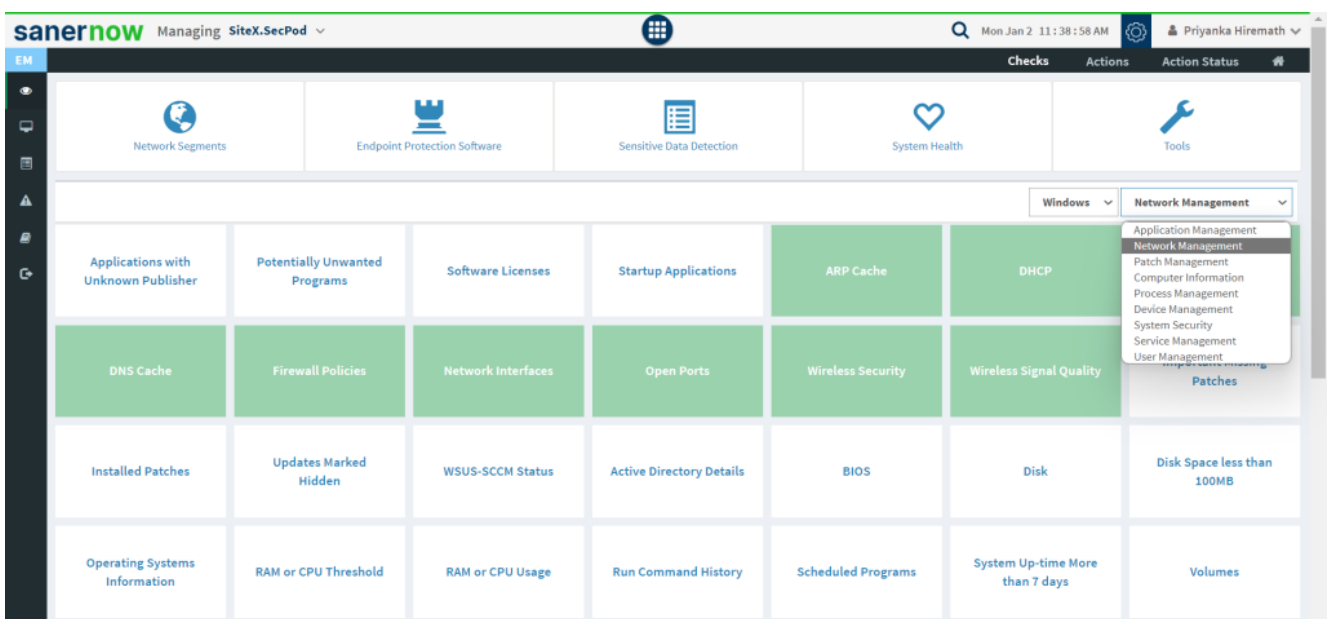 sanernow Managing SiteX.SecPod Mon Jan 2 11:38:58 AM Priyanka Hiremath
EM Checks Actions Action Status
Network Segments Endpoint Protection Software Sensitive Data Detection System Health Tools
Windows Network Management
Application Management
Network Management
Patch Management
Computer Information
Process Management
Device Management
System Security
Service Management
User Management
Applications with
Unknown Publisher
Potentially Unwanted
Programs
Software Licenses
Startup Applications
ARP Cache
DHCP
DNS Cache
Firewall Policies
Network Interfaces
Open Ports
Wireless Security
Wireless Signal Quality
Important Missing
Patches
Installed Patches
Updates Marked
Hidden
WSUS-SCCM Status
Active Directory Details
BIOS
Disk
Disk Space less than
100MB
Operating Systems
Information
RAM or CPU Threshold
RAM or CPU Usage
Run Command History
Scheduled Programs
System Up-time More
than 7 days
Volumes